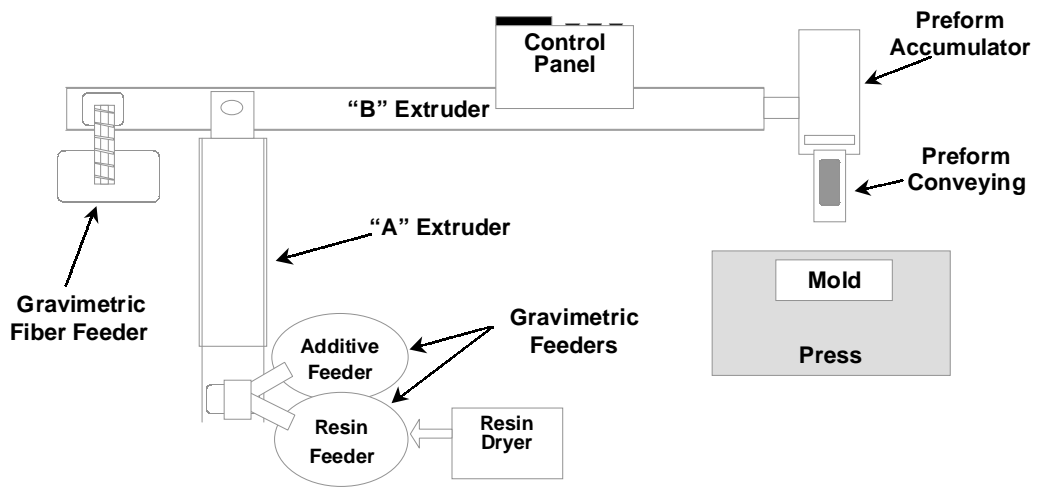 Preform
Accumulator
Control
Panel
“B” Extruder
Preform
Conveying
“A” Extruder
Gravimetric
Fiber Feeder
Gravimetric
Feeders
Mold
Press
Additive
Feeder
Resin
Feeder
Resin
Dryer